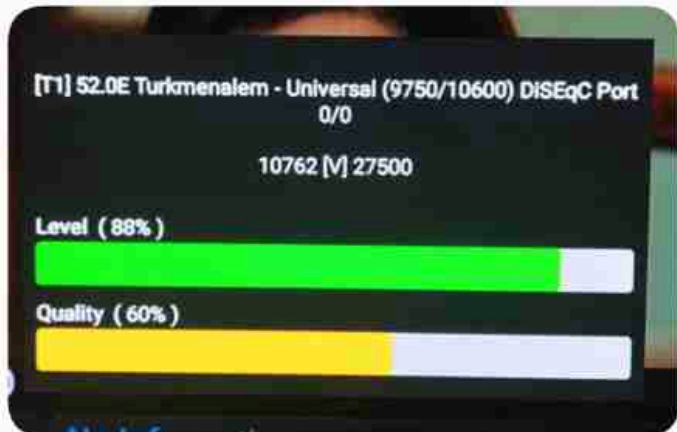 [T1] 52.0E Turkmenalem - Universal (9750/10600) DiSEqC Port
0/0
10762 [V] 27500
Level ( 88% )
Quality ( 60% )